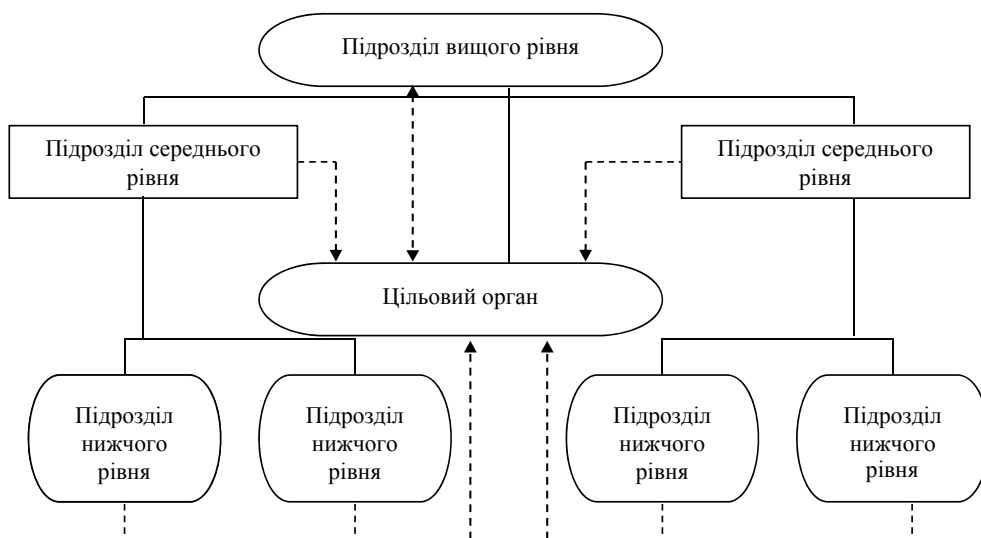 Підрозділ вищого рівня
Підрозділ середнього
рівня
Підрозділ середнього
рівня
Цільовий орган
Підрозділ
нижчого
рівня
Підрозділ
нижчого
рівня
Підрозділ
нижчого
рівня
Підрозділ
нижчого
рівня